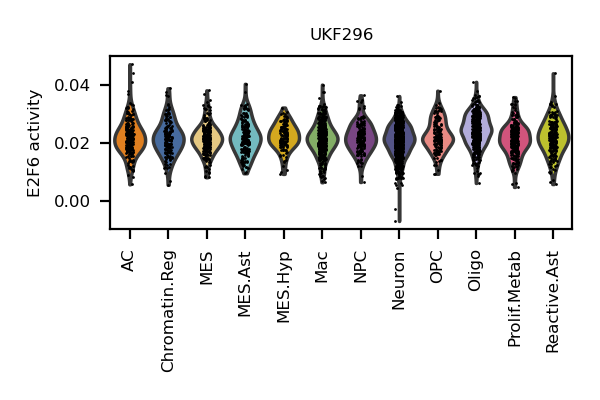 UKF296
E2F6 activity
0.04
0.02
0.00
AC
Chromatin.Reg
MES
MES.Ast
MES.Hyp
Mac
NPC
Neuron
OPC
Oligo
Prolif.Metab
Reactive.Ast